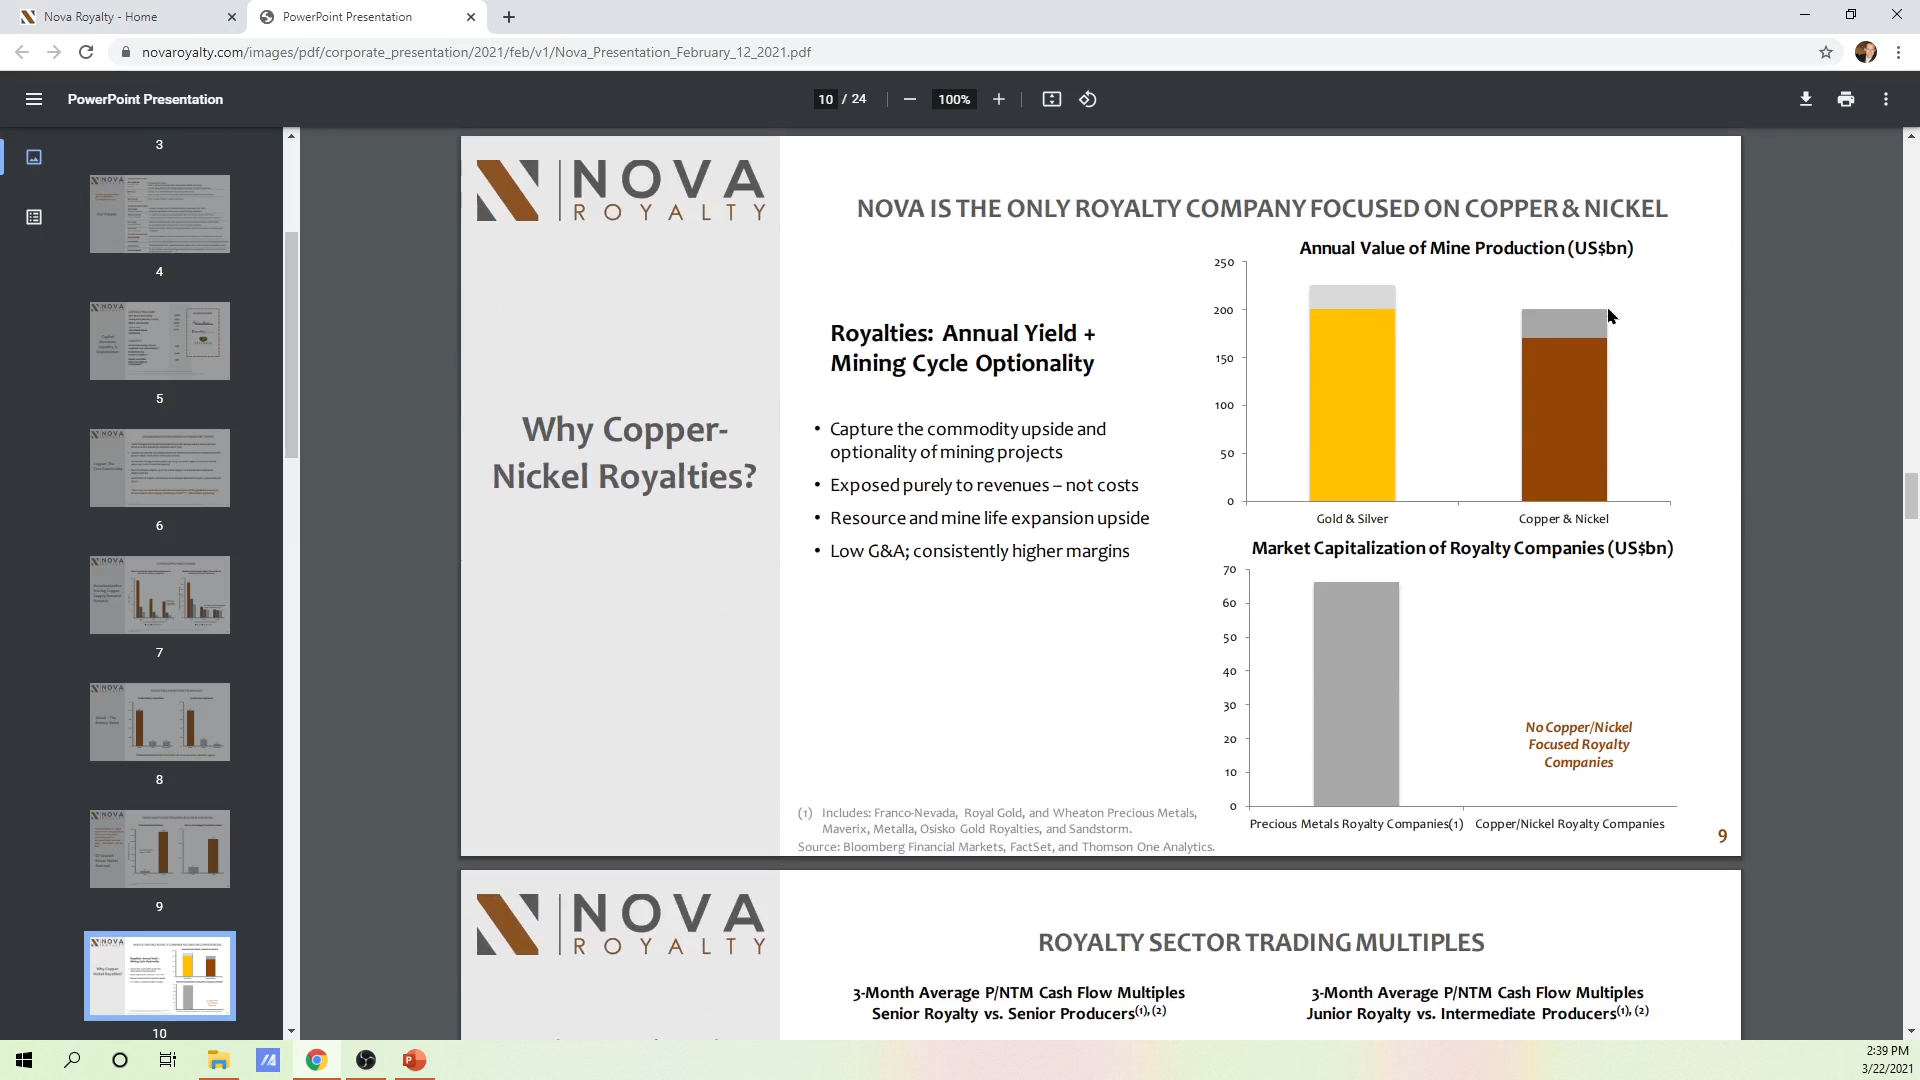 Nova Royalty - Home
PowerPoint Presentation
novaroyalty.com/images/pdf/corporate_presentation/2021/feb/v1/Nova_Presentation_February_12_2021.pdf
PowerPoint Presentation
10 / 24
100%
3
4
5
6
7
8
9
10
NOVA
ROYALTY
NOVA IS THE ONLY ROYALTY COMPANY FOCUSED ON COPPER & NICKEL
Why Copper-
Nickel Royalties?
Royalties: Annual Yield +
Mining Cycle Optionality
• Capture the commodity upside and
optionality of mining projects
• Exposed purely to revenues – not costs
• Resource and mine life expansion upside
• Low G&A; consistently higher margins
Annual Value of Mine Production (US$bn)
250
200
150
100
50
0
Gold & Silver
Copper & Nickel
Market Capitalization of Royalty Companies (US$bn)
70
60
50
40
30
20
10
0
No Copper/Nickel
Focused Royalty
Companies
Precious Metals Royalty Companies(1)
Copper/Nickel Royalty Companies
(1) Includes: Franco-Nevada, Royal Gold, and Wheaton Precious Metals,
Maverix, Metalla, Osisko Gold Royalties, and Sandstorm.
Source: Bloomberg Financial Markets, FactSet, and Thomson One Analytics.
9
NOVA
ROYALTY
ROYALTY SECTOR TRADING MULTIPLES
3-Month Average P/NTM Cash Flow Multiples
Senior Royalty vs. Senior Producers(1), (2)
3-Month Average P/NTM Cash Flow Multiples
Junior Royalty vs. Intermediate Producers(1), (2)
2:39 PM
3/22/2021